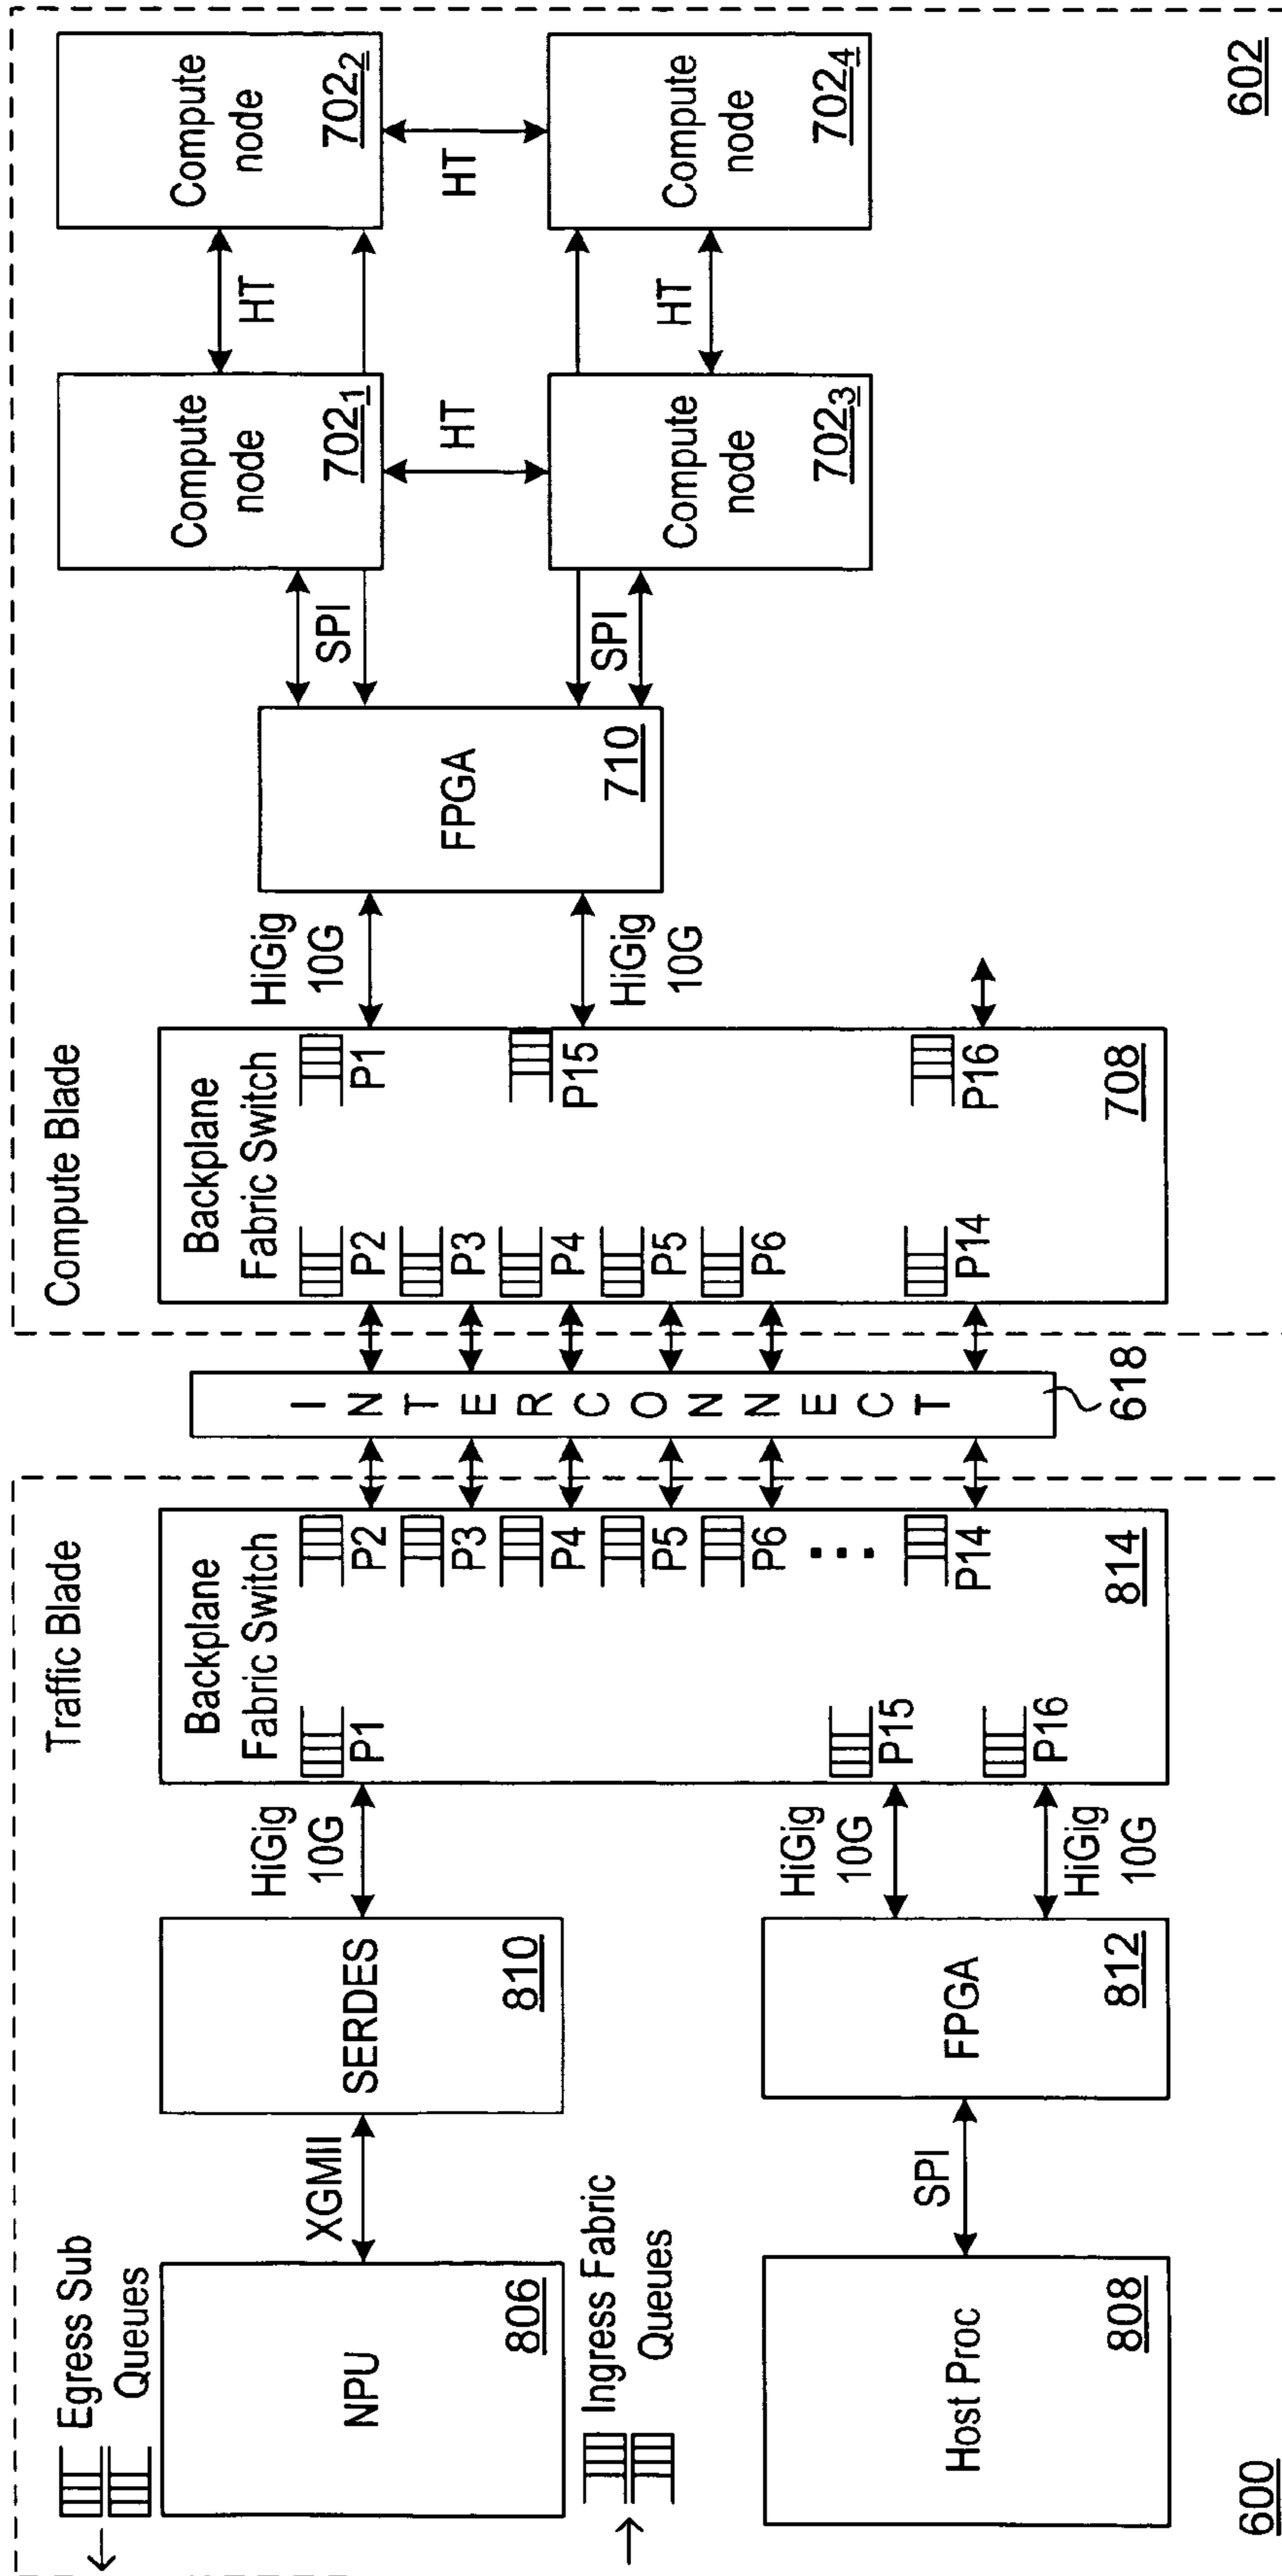 Traffic Blade
Compute Blade
Egress Sub
Queues
NPU
806
Ingress Fabric
Queues
XGMII
SERDES
810
HiGig
10G
Backplane
Fabric Switch
P1
P15
P16
P2
P3
P4
P5
P6
...
P14
814
Host Proc
808
SPI
FPGA
812
HiGig
10G
HiGig
10G
600
INTERCONNECT
618
Backplane
Fabric Switch
P2
P3
P4
P5
P6
P14
P1
P15
P16
708
HiGig
10G
HiGig
10G
FPGA
710
SPI
SPI
Compute
node
702₁
HT
Compute
node
702₂
HT
HT
Compute
node
702₃
HT
Compute
node
702₄
602